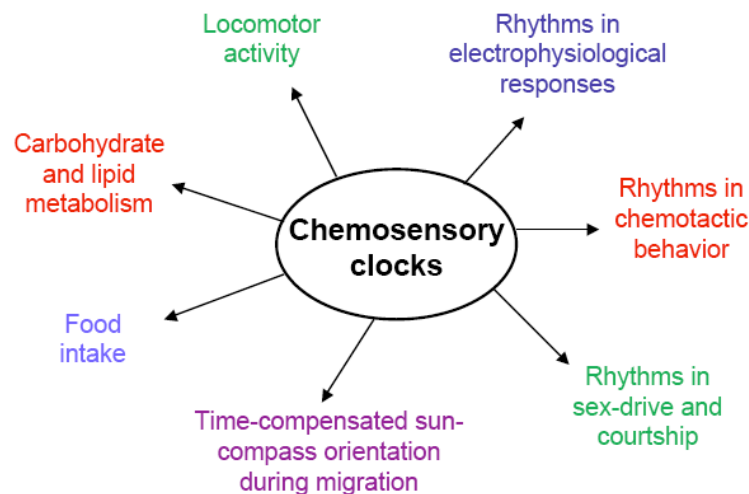 Locomotor
activity
Rhythms in
electrophysiological
responses
Carbohydrate
and lipid
metabolism
Rhythms in
chemotactic
behavior
Chemosensory
clocks
Food
intake
Rhythms in
sex-drive and
courtship
Time-compensated sun-
compass orientation
during migration